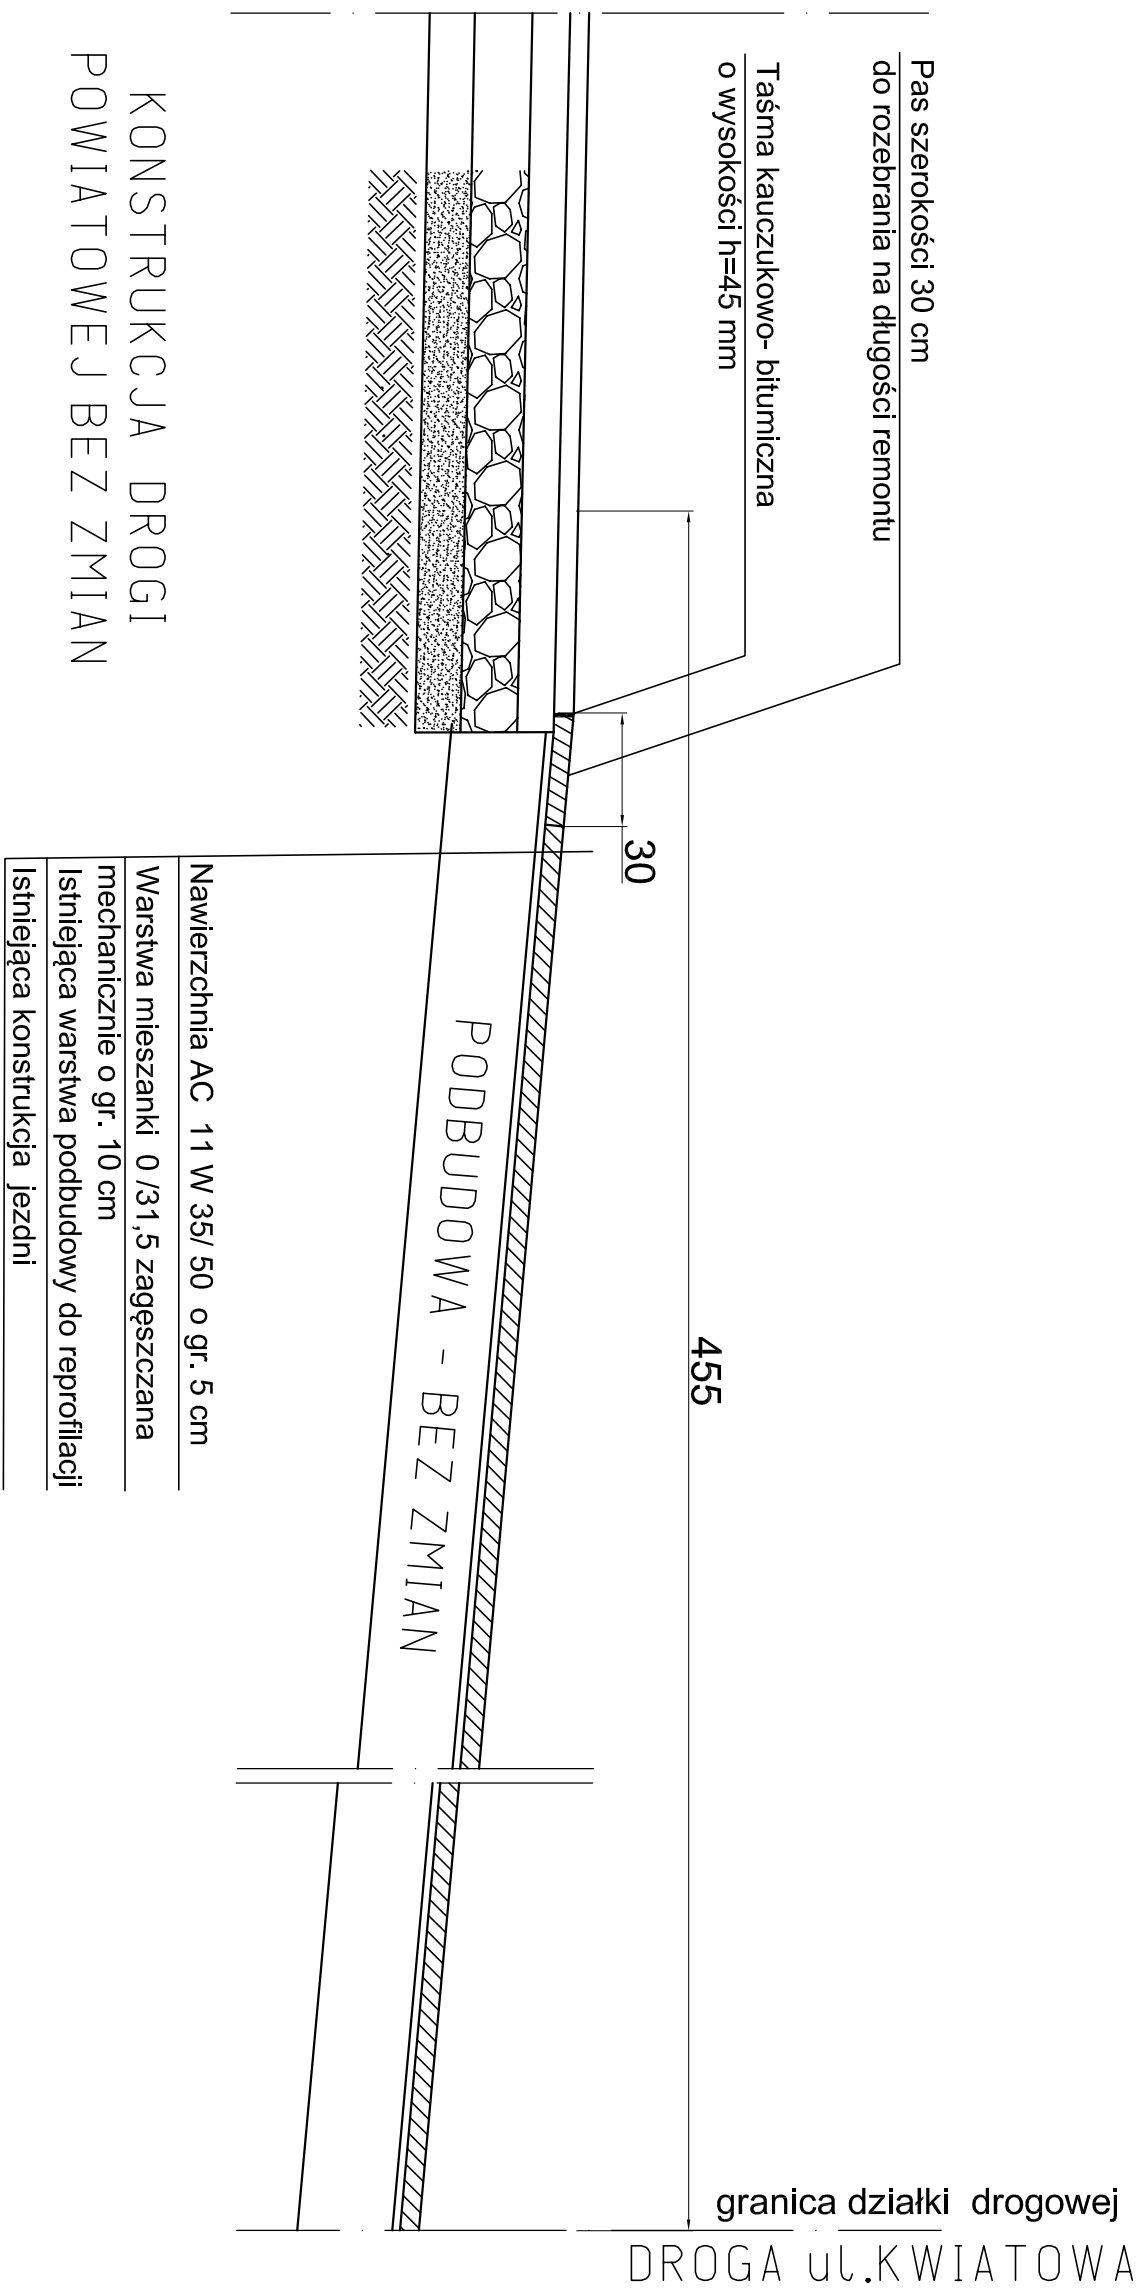 Pas szerokości 30 cm
do rozebrania na długości remontu
Taśma kauczukowo- bitumiczna
o wysokości h=45 mm
30
455
KONSTRUKCJA DROGI
POWIATOWEJ BEZ ZMIAN
PODBUDOWA - BEZ ZMIAN
Nawierzchnia AC 11 W 35/ 50 o gr. 5 cm
Warstwa mieszanki 0 /31,5 zagęszczana
mechanicznie o gr. 10 cm
Istniejąca warstwa podbudowy do reprofilacji
Istniejąca konstrukcja jezdni
granica działki drogowej
DROGA ul.KWIATOWA